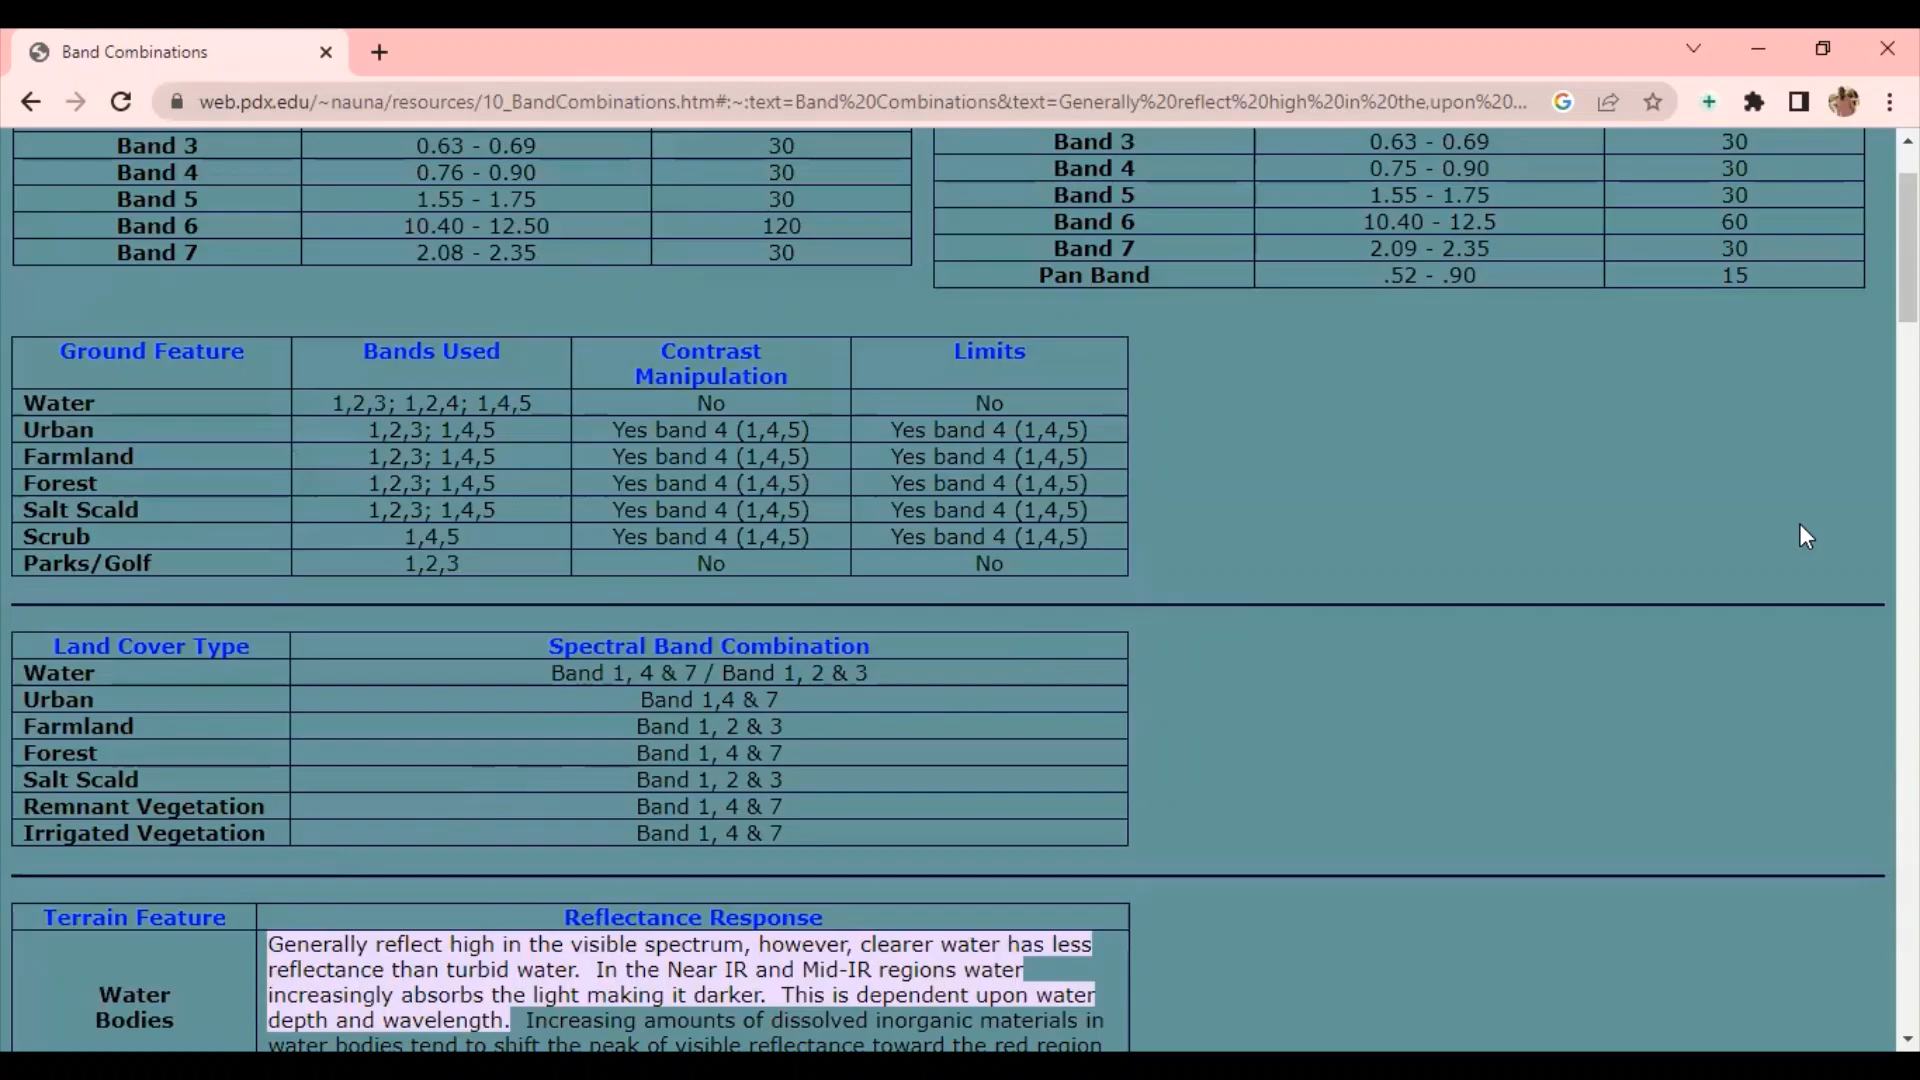 Band Combinations
web.pdx.edu/~nauna/resources/10_BandCombinations.htm#:~:text=Band%20Combinations&text=Generally%20reflect%20high%20in%20the,upon%20...
Band 3 0.63 - 0.69 30
Band 4 0.76 - 0.90 30
Band 5 1.55 - 1.75 30
Band 6 10.40 - 12.50 120
Band 7 2.08 - 2.35 30
Band 3 0.63 - 0.69 30
Band 4 0.75 - 0.90 30
Band 5 1.55 - 1.75 30
Band 6 10.40 - 12.5 60
Band 7 2.09 - 2.35 30
Pan Band .52 - .90 15
Ground Feature Bands Used Contrast Manipulation Limits
Water 1,2,3; 1,2,4; 1,4,5 No No
Urban 1,2,3; 1,4,5 Yes band 4 (1,4,5) Yes band 4 (1,4,5)
Farmland 1,2,3; 1,4,5 Yes band 4 (1,4,5) Yes band 4 (1,4,5)
Forest 1,2,3; 1,4,5 Yes band 4 (1,4,5) Yes band 4 (1,4,5)
Salt Scald 1,2,3; 1,4,5 Yes band 4 (1,4,5) Yes band 4 (1,4,5)
Scrub 1,4,5 Yes band 4 (1,4,5) Yes band 4 (1,4,5)
Parks/Golf 1,2,3 No No
Land Cover Type Spectral Band Combination
Water Band 1, 4 & 7 / Band 1, 2 & 3
Urban Band 1,4 & 7
Farmland Band 1, 2 & 3
Forest Band 1, 4 & 7
Salt Scald Band 1, 2 & 3
Remnant Vegetation Band 1, 4 & 7
Irrigated Vegetation Band 1, 4 & 7
Terrain Feature Reflectance Response
Water Bodies
Generally reflect high in the visible spectrum, however, clearer water has less
reflectance than turbid water. In the Near IR and Mid-IR regions water
increasingly absorbs the light making it darker. This is dependent upon water
depth and wavelength. Increasing amounts of dissolved inorganic materials in
water bodies tend to shift the peak of visible reflectance toward the red region